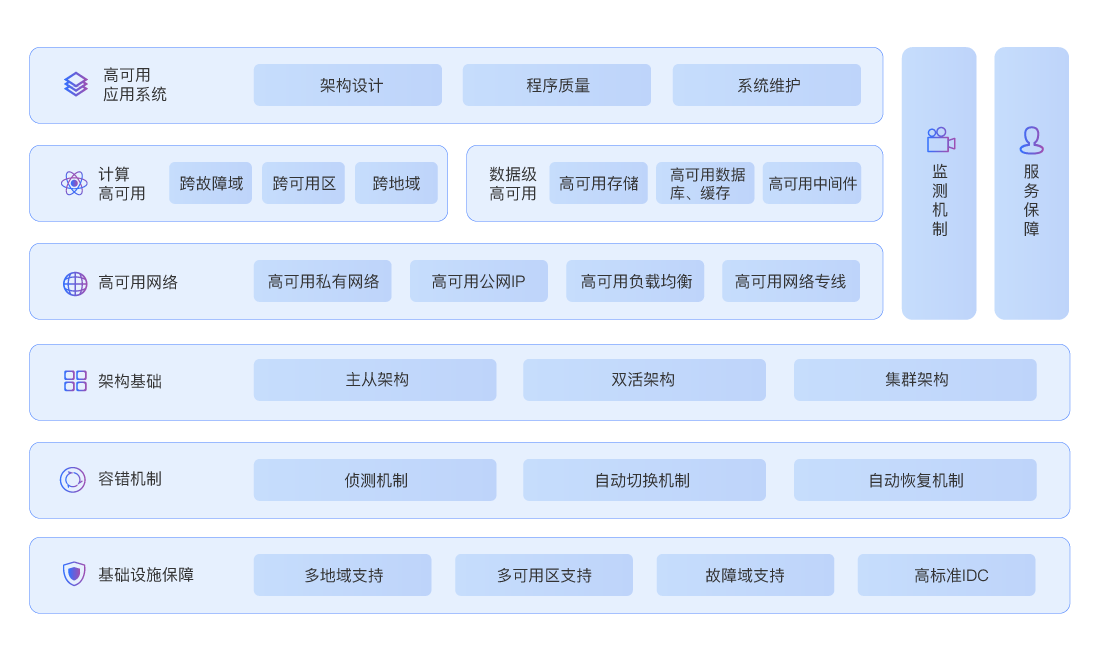 高可用
应用系统
架构设计
程序质量
系统维护
计算
高可用
跨故障域
跨可用区
跨地域
数据级
高可用
高可用存储
高可用数据
库、缓存
高可用中间件
高可用网络
高可用私有网络
高可用公网IP
高可用负载均衡
高可用网络专线
监测机制
服务保障
架构基础
主从架构
双活架构
集群架构
容错机制
侦测机制
自动切换机制
自动恢复机制
基础设施保障
多地域支持
多可用区支持
故障域支持
高标准IDC